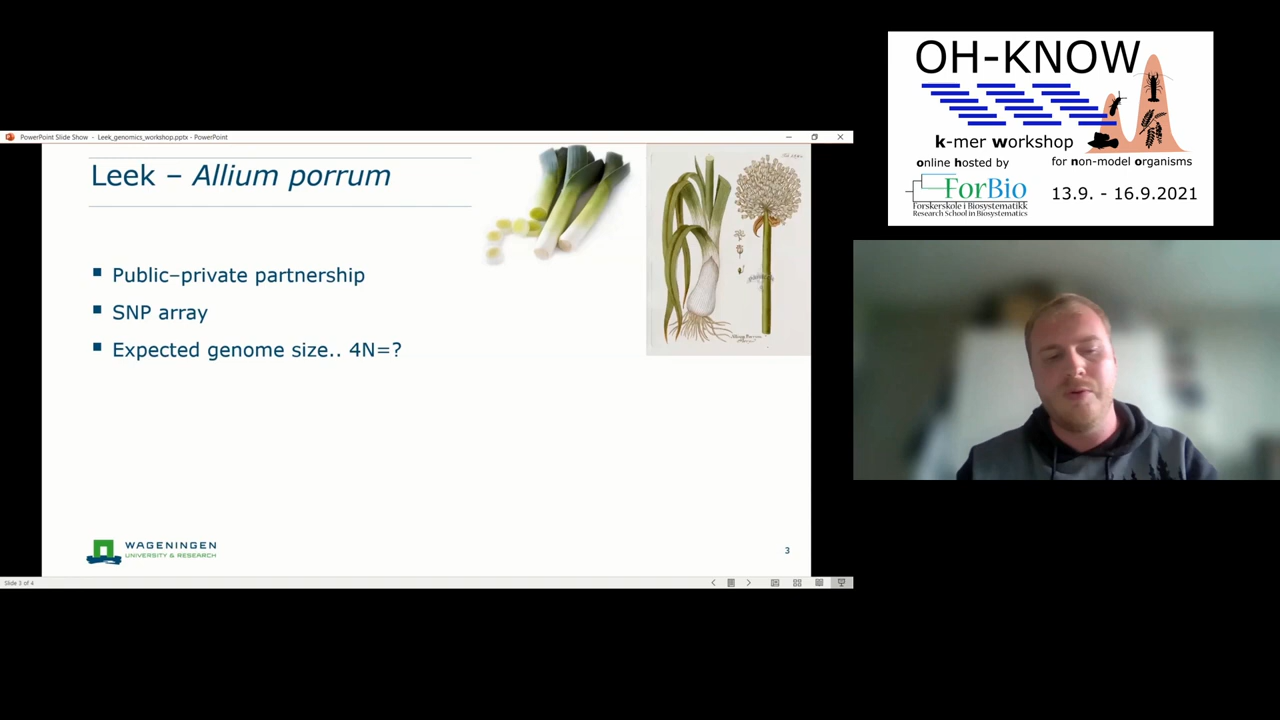 PowerPoint Slide Show - Leek_genomics_workshop.pptx - PowerPoint
Leek – Allium porrum
Public–private partnership
SNP array
Expected genome size.. 4N=?
WAGENINGEN
UNIVERSITY & RESEARCH
3
Slide 3 of 4
OH-KNOW
k-mer workshop
online hosted by
for non-model organisms
ForBio
Forskerskole i Biosystematikk
Research School in Biosystematics
13.9. - 16.9.2021